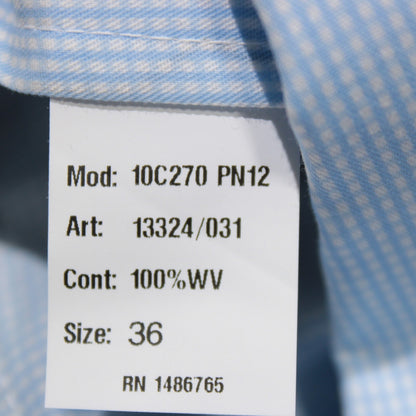 Mod: 10C270 PN12
Art: 13324/031
Cont: 100%WV
Size: 36
RN 1486765